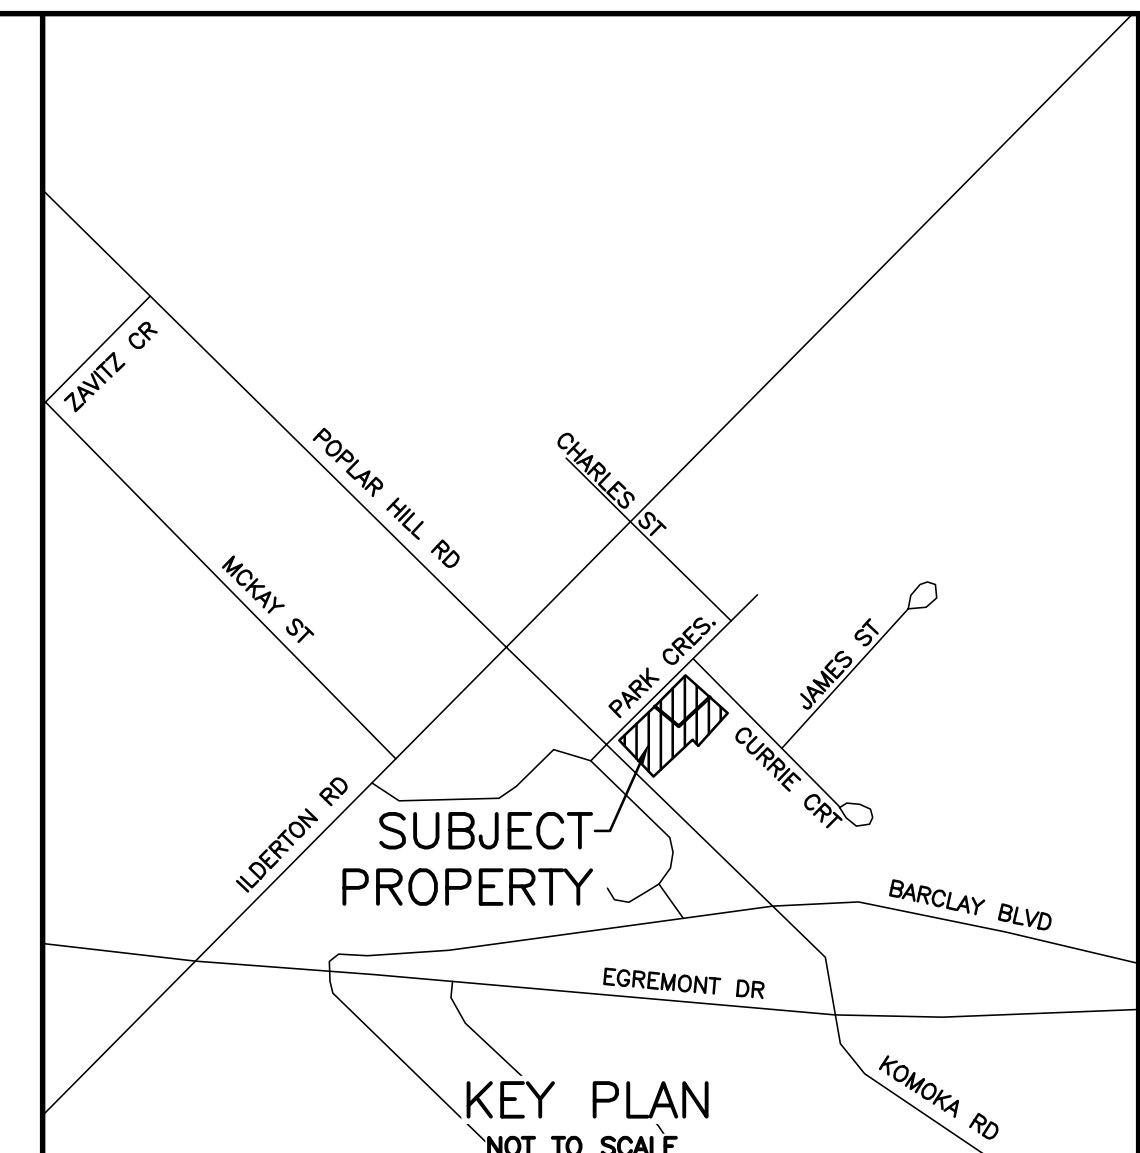 ZAVITZ CR
POPLAR HILL RD
CHARLES ST
MCKAY ST
PARK CRES.
JAMES ST
CURRIE CRT
ILDERTON RD
SUBJECT
PROPERTY
BARCLAY BLVD
EGREMONT DR
KOMOKA RD
KEY PLAN
NOT TO SCALE